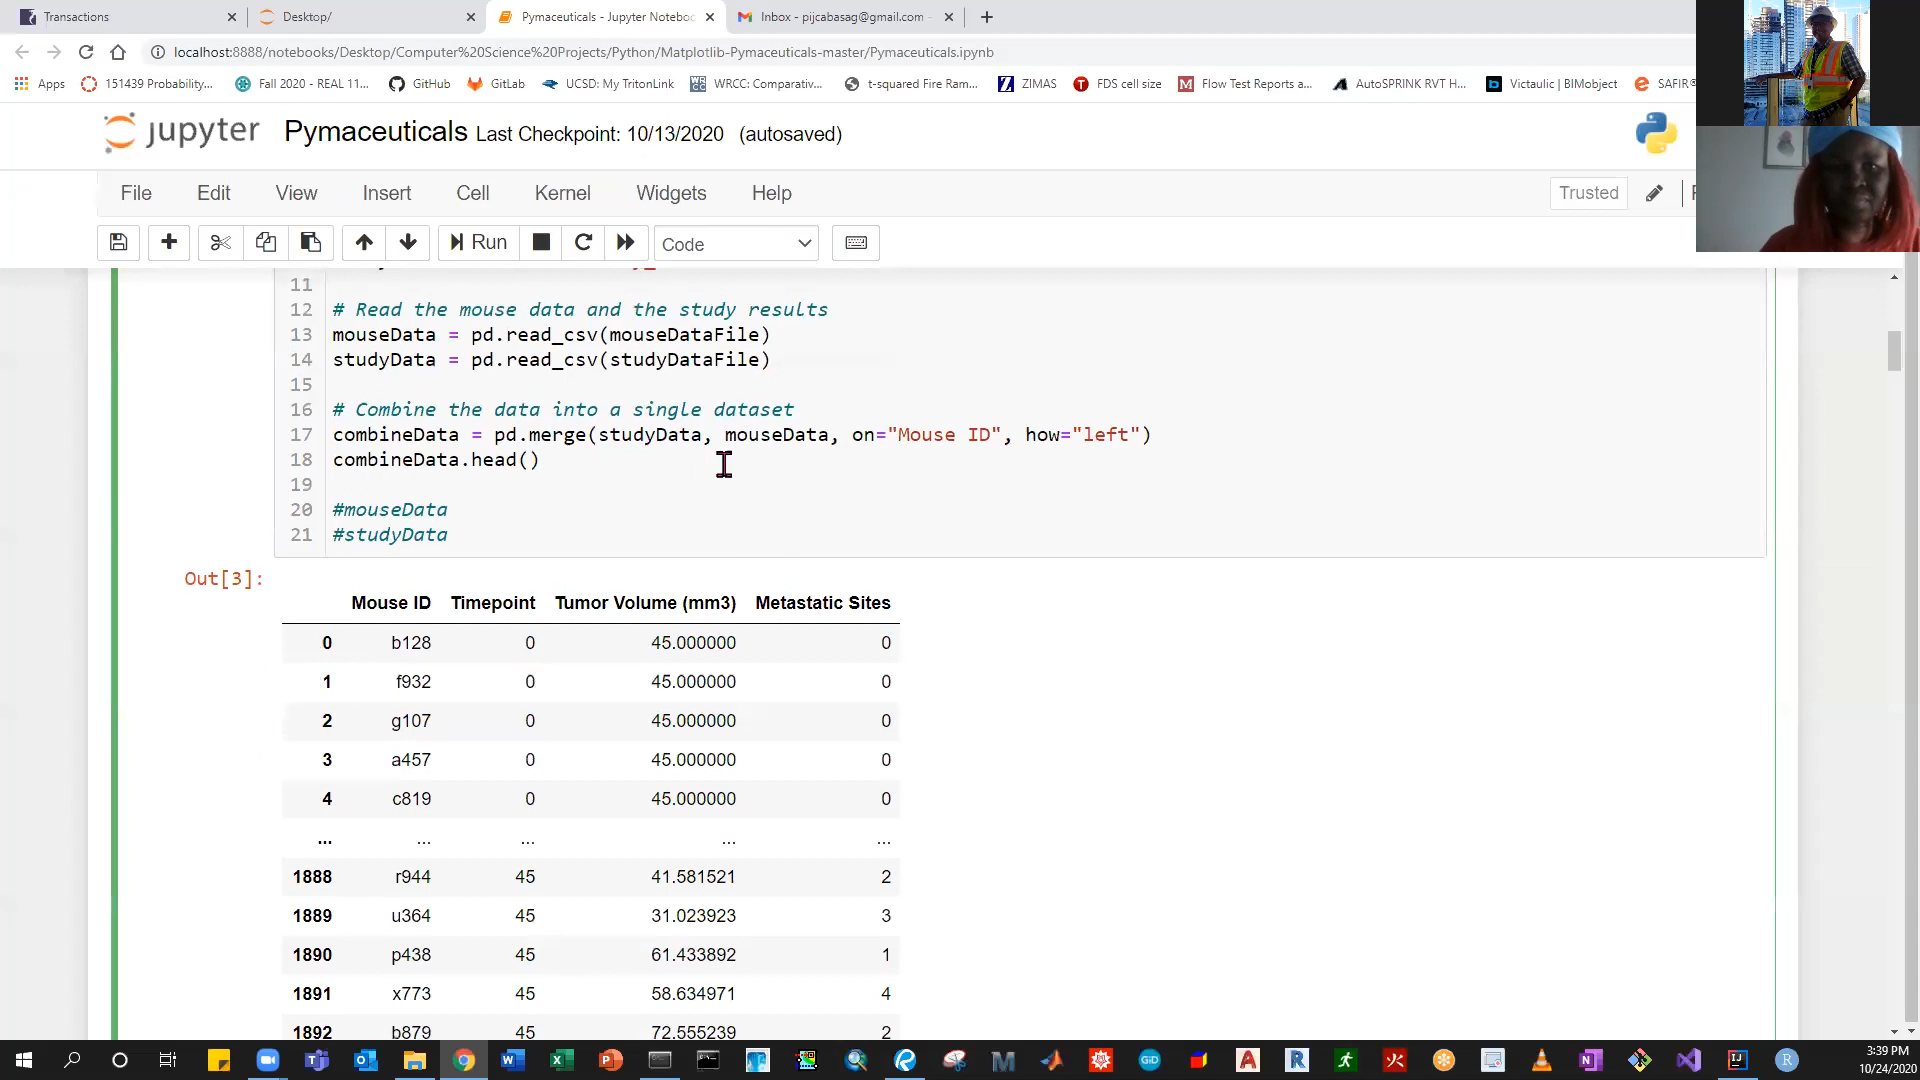 Transactions
Desktop/
Pymaceuticals - Jupyter Notebo
Inbox - pijcabasag@gmail.com
localhost:8888/notebooks/Desktop/Computer%20Science%20Projects/Python/Matplotlib-Pymaceuticals-master/Pymaceuticals.ipynb
Apps 151439 Probability... Fall 2020 - REAL 11... GitHub GitLab UCSD: My TritonLink WRCC: Comparativ... t-squared Fire Ram... ZIMAS FDS cell size Flow Test Reports a... AutoSPRINK RVT H... Victaulic | BIMobject SAFIR
jupyter Pymaceuticals Last Checkpoint: 10/13/2020 (autosaved)
File Edit View Insert Cell Kernel Widgets Help Trusted
Run Code
11
12 # Read the mouse data and the study results
13 mouseData = pd.read_csv(mouseDataFile)
14 studyData = pd.read_csv(studyDataFile)
15
16 # Combine the data into a single dataset
17 combineData = pd.merge(studyData, mouseData, on="Mouse ID", how="left")
18 combineData.head()
19
20 #mouseData
21 #studyData
Out[3]:
Mouse ID Timepoint Tumor Volume (mm3) Metastatic Sites
0 b128 0 45.000000 0
1 f932 0 45.000000 0
2 g107 0 45.000000 0
3 a457 0 45.000000 0
4 c819 0 45.000000 0
... ... ... ... ...
1888 r944 45 41.581521 2
1889 u364 45 31.023923 3
1890 p438 45 61.433892 1
1891 x773 45 58.634971 4
1892 b879 45 72.555239 2
3:39 PM
10/24/2020